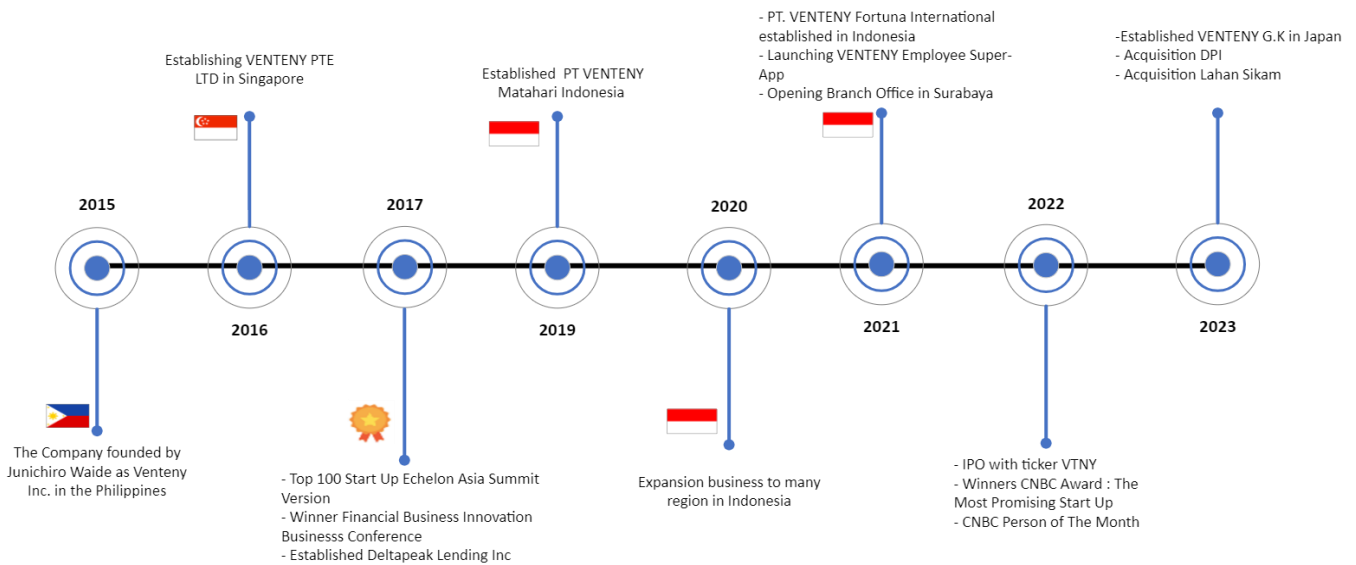 2015
The Company founded by
Junichiro Waide as Venteny
Inc. in the Philippines
Establishing VENTENY PTE
LTD in Singapore
2016
2017
- Top 100 Start Up Echelon Asia Summit
Version
- Winner Financial Business Innovation
Businesss Conference
- Established Deltapeak Lending Inc
Established  PT VENTENY
Matahari Indonesia
2019
2020
Expansion business to many
region in Indonesia
- PT. VENTENY Fortuna International
established in Indonesia
- Launching VENTENY Employee Super-
App
- Opening Branch Office in Surabaya
2021
2022
- IPO with ticker VTNY
- Winners CNBC Award : The
Most Promising Start Up
- CNBC Person of The Month
-Established VENTENY G.K in Japan
- Acquisition DPI
- Acquisition Lahan Sikam
2023